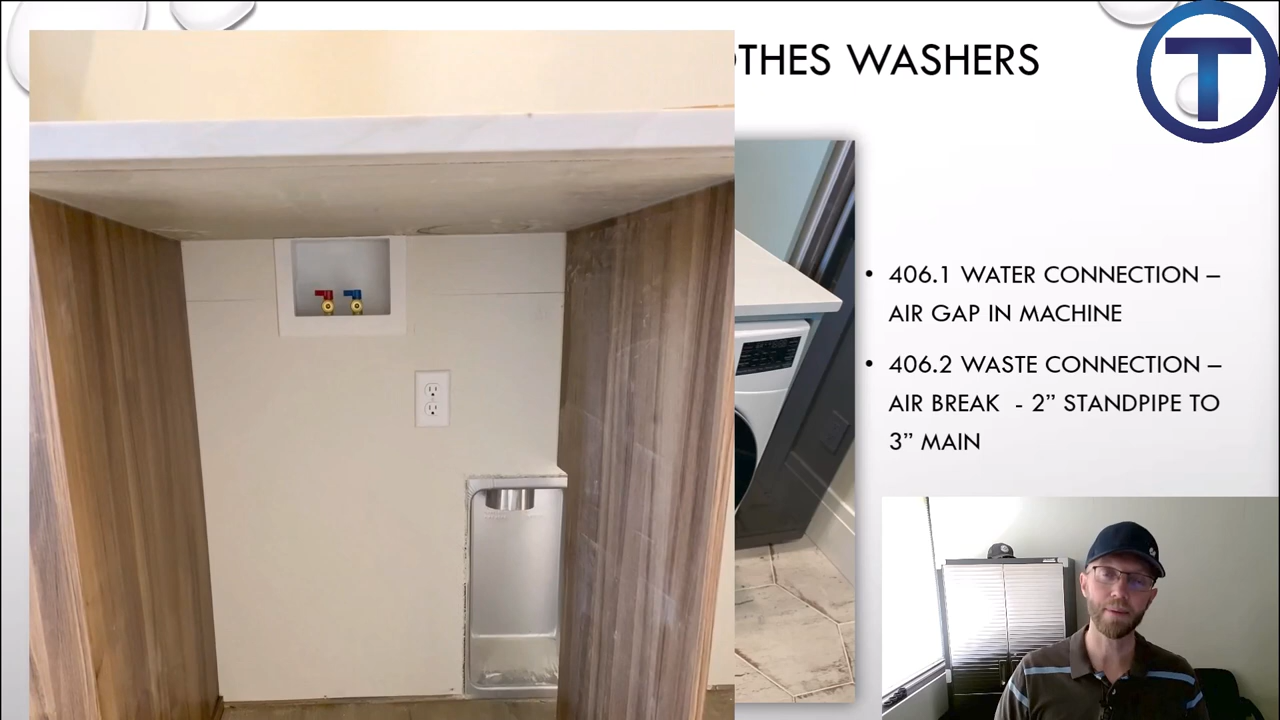 OTHES WASHERS
T
• 406.1 WATER CONNECTION –
AIR GAP IN MACHINE
• 406.2 WASTE CONNECTION –
AIR BREAK - 2” STANDPIPE TO
3” MAIN